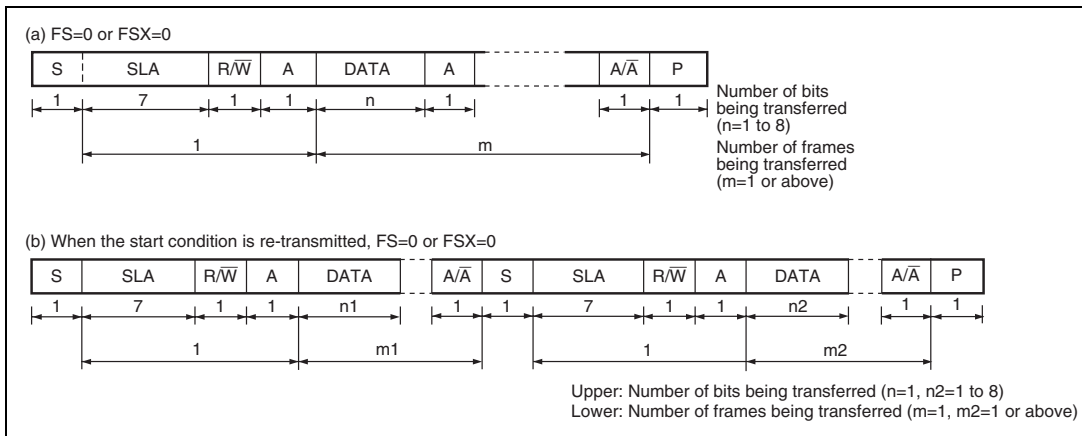 (a) FS=0 or FSX=0
S SLA R/W̅ A DATA A A/A̅ P
1 7 1 1 n 1 1 1
Number of bits
being transferred
(n=1 to 8)
1 m
Number of frames
being transferred
(m=1 or above)
(b) When the start condition is re-transmitted, FS=0 or FSX=0
S SLA R/W̅ A DATA A/A̅ S SLA R/W̅ A DATA A/A̅ P
1 7 1 1 n1 1 1 7 1 1 n2 1 1
1 m1 1 m2
Upper: Number of bits being transferred (n=1, n2=1 to 8)
Lower: Number of frames being transferred (m=1, m2=1 or above)